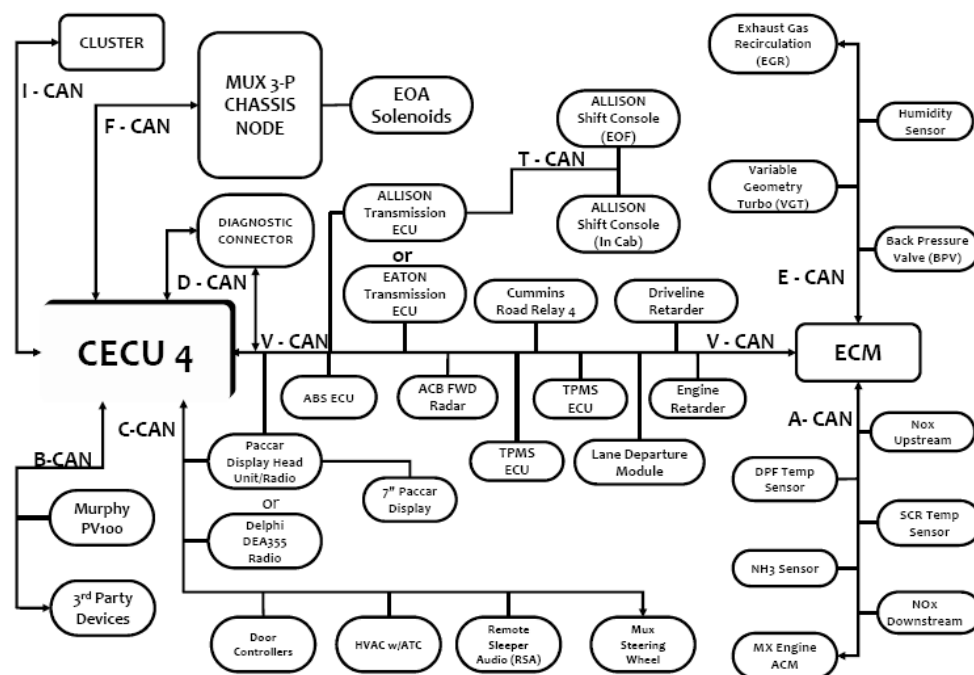 CLUSTER
I - CAN
F - CAN
MUX 3-P
CHASSIS
NODE
EOA
Solenoids
ALLISON
Shift Console
(EOF)
T - CAN
ALLISON
Shift Console
(In Cab)
ALLISON
Transmission
ECU
or
EATON
Transmission
ECU
DIAGNOSTIC
CONNECTOR
D - CAN
Exhaust Gas
Recirculation
(EGR)
Humidity
Sensor
Variable
Geometry
Turbo (VGT)
Back Pressure
Valve (BPV)
E - CAN
Cummins
Road Relay 4
Driveline
Retarder
CECU 4
V - CAN
V - CAN
ECM
ABS ECU
ACB FWD
Radar
TPMS
ECU
Engine
Retarder
C-CAN
A- CAN
B-CAN
Paccar
Display Head
Unit/Radio
TPMS
ECU
Lane Departure
Module
Nox
Upstream
DPF Temp
Sensor
7" Paccar
Display
or
Murphy
PV100
Delphi
DEA355
Radio
SCR Temp
Sensor
NH3 Sensor
3rd Party
Devices
NOx
Downstream
Door
Controllers
HVAC w/ATC
Remote
Sleeper
Audio (RSA)
Mux
Steering
Wheel
MX Engine
ACM